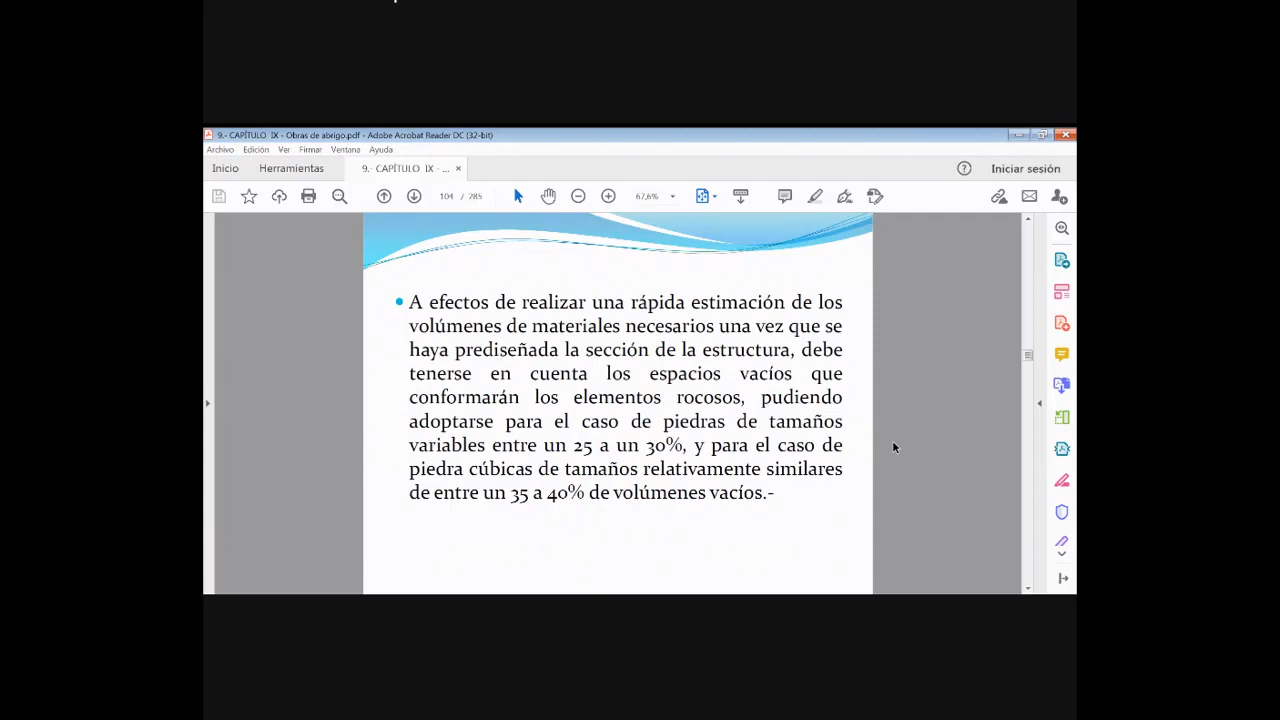 9.- CAPÍTULO IX - Obras de abrigo.pdf - Adobe Acrobat Reader DC (32-bit)
Archivo Edición Ver Firmar Ventana Ayuda
Inicio Herramientas 9.- CAPÍTULO IX - ... × Iniciar sesión
104 / 285 67,6%
• A efectos de realizar una rápida estimación de los
volúmenes de materiales necesarios una vez que se
haya prediseñada la sección de la estructura, debe
tenerse en cuenta los espacios vacíos que
conformarán los elementos rocosos, pudiendo
adoptarse para el caso de piedras de tamaños
variables entre un 25 a un 30%, y para el caso de
piedra cúbicas de tamaños relativamente similares
de entre un 35 a 40% de volúmenes vacíos.-